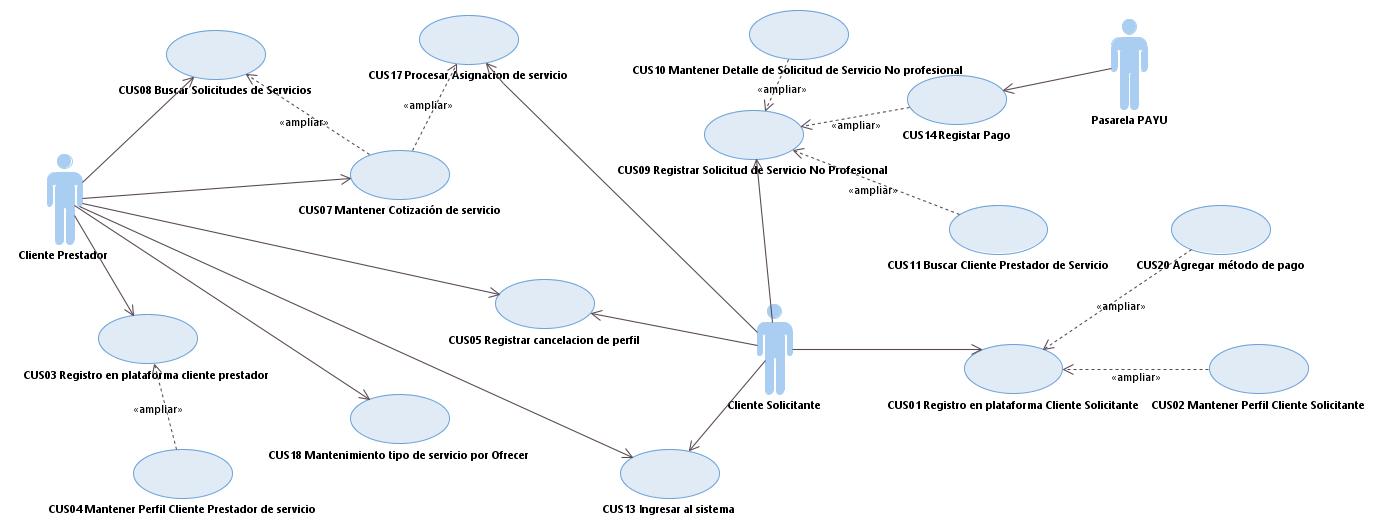 CUS10 Mantener Detalle de Solicitud de Servicio No profesional
CUS17 Procesar Asignacion de servicio
CUS08 Buscar Solicitudes de Servicios
«ampliar»
«ampliar»
«ampliar»
Pasarela PAYU
«ampliar»
CUS14 Registar Pago
CUS09 Registrar Solicitud de Servicio No Profesional
«ampliar»
CUS07 Mantener Cotización de servicio
Cliente Prestador
CUS11 Buscar Cliente Prestador de Servicio
CUS20 Agregar método de pago
«ampliar»
CUS05 Registrar cancelacion de perfil
CUS03 Registro en plataforma cliente prestador
«ampliar»
Cliente Solicitante
CUS01 Registro en plataforma Cliente Solicitante
CUS02 Mantener Perfil Cliente Solicitante
«ampliar»
CUS18 Mantenimiento tipo de servicio por Ofrecer
CUS04 Mantener Perfil Cliente Prestador de servicio
CUS13 Ingresar al sistema